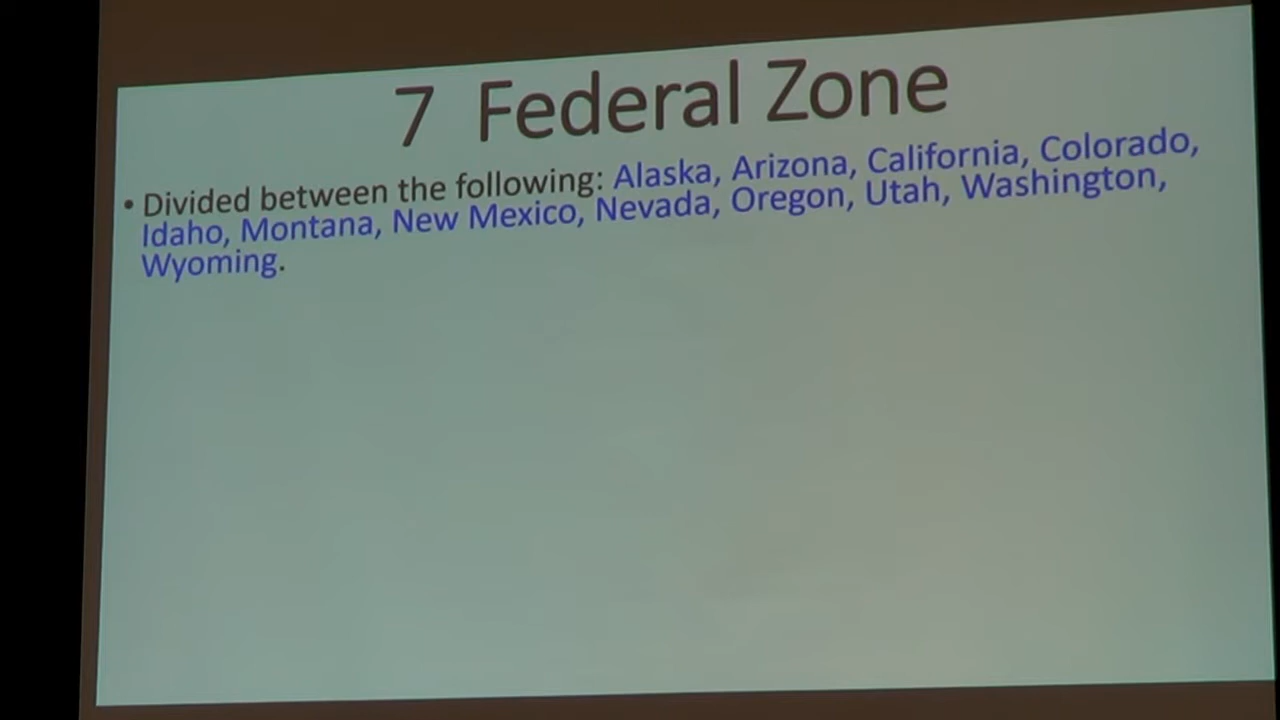 7 Federal Zone
• Divided between the following: Alaska, Arizona, California, Colorado,
Idaho, Montana, New Mexico, Nevada, Oregon, Utah, Washington,
Wyoming.